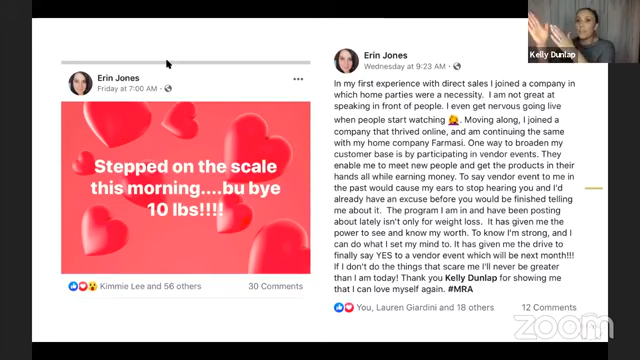 Erin Jones
Friday at 7:00 AM ·
Stepped on the scale
this morning....bu bye
10 lbs!!!!
Kimmie Lee and 56 others
30 Comments
Erin Jones
Wednesday at 9:23 AM ·
In my first experience with direct sales I joined a company in
which home parties were a necessity. I am not great at
speaking in front of people. I even get nervous going live
when people start watching 🤦. Moving along, I joined a
company that thrived online, and am continuing the same
with my home company Farmasi. One way to broaden my
customer base is by participating in vendor events. They
enable me to meet new people and get the products in their
hands all while earning money. To say vendor event to me in
the past would cause my ears to stop hearing you and I'd
already have an excuse before you would be finished telling
me about it. The program I am in and have been posting
about lately isn't only for weight loss. It has given me the
power to see and know my worth. To know I'm strong, and I
can do what I set my mind to. It has given me the drive to
finally say YES to a vendor event which will be next month!!!
If I don't do the things that scare me I'll never be greater
than I am today! Thank you Kelly Dunlap for showing me
that I can love myself again. #MRA
You, Lauren Giardini and 18 others
12 Comments
Kelly Dunlap
zoom